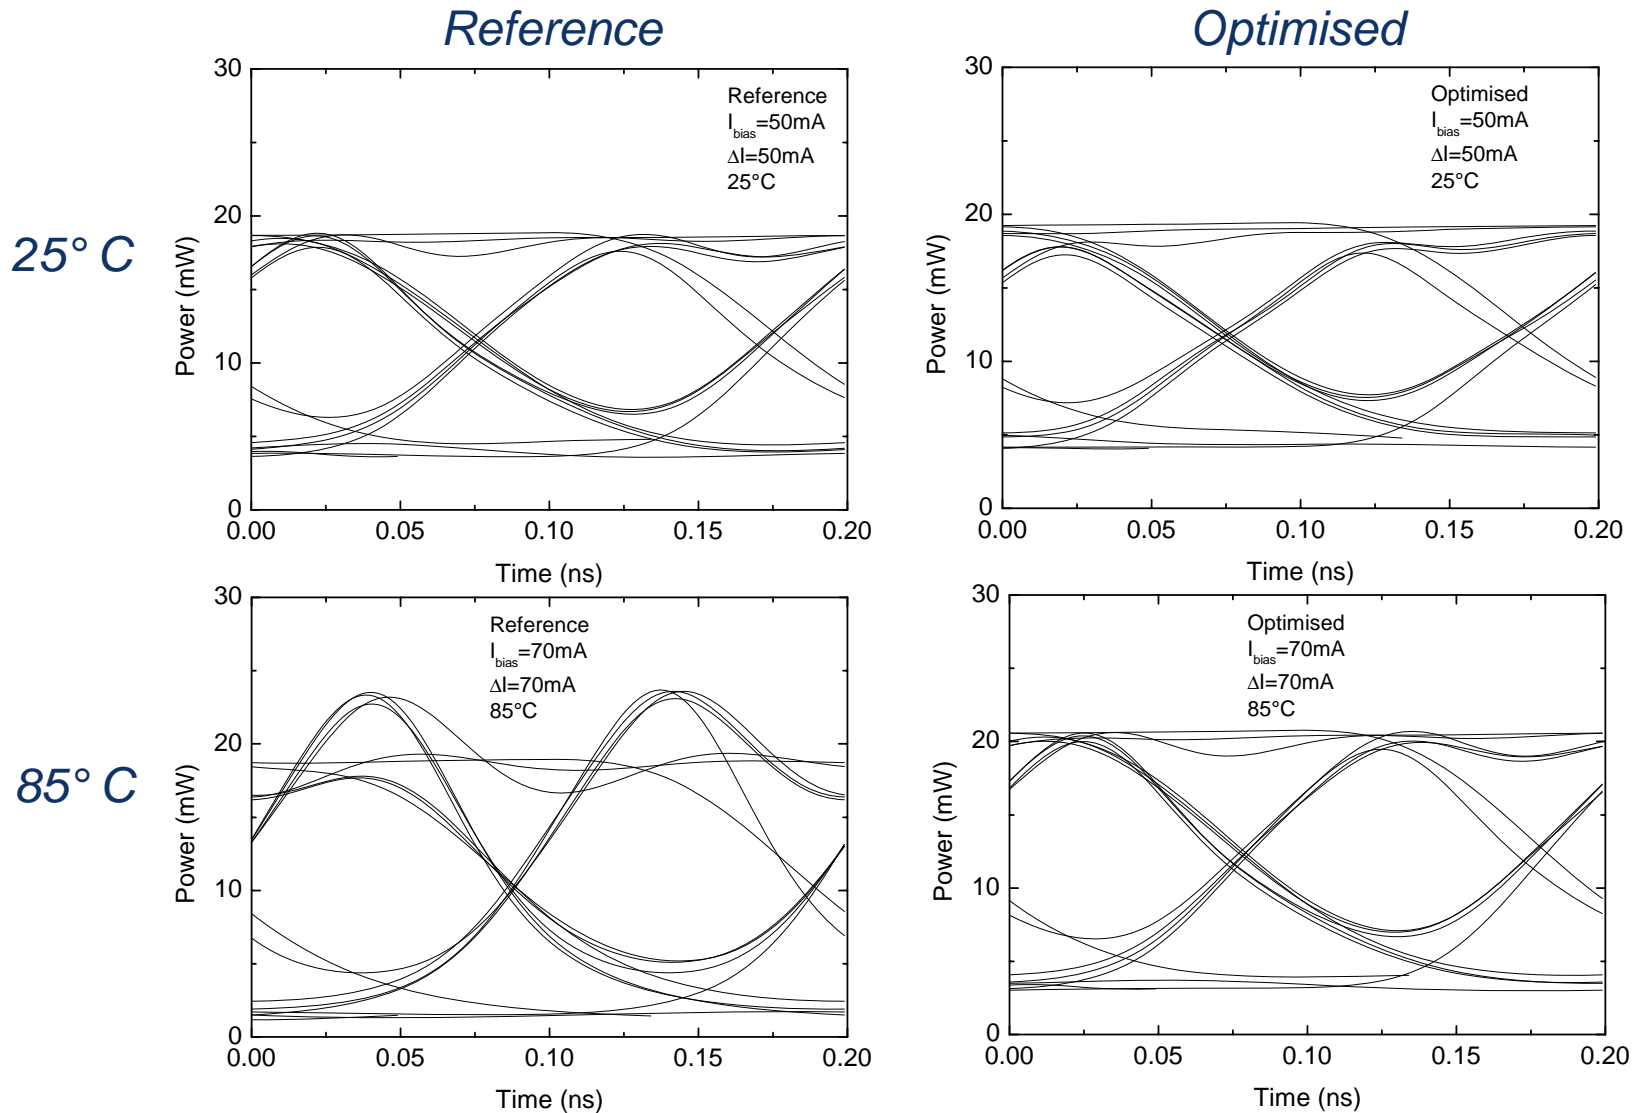 Reference
Optimised
25° C
30
20
10
0
Power (mW)
Reference
I_bias=50mA
ΔI=50mA
25°C
0.00 0.05 0.10 0.15 0.20
Time (ns)
30
20
10
0
Power (mW)
Optimised
I_bias=50mA
ΔI=50mA
25°C
0.00 0.05 0.10 0.15 0.20
Time (ns)
85° C
30
20
10
0
Power (mW)
Reference
I_bias=70mA
ΔI=70mA
85°C
0.00 0.05 0.10 0.15 0.20
Time (ns)
30
20
10
0
Power (mW)
Optimised
I_bias=70mA
ΔI=70mA
85°C
0.00 0.05 0.10 0.15 0.20
Time (ns)